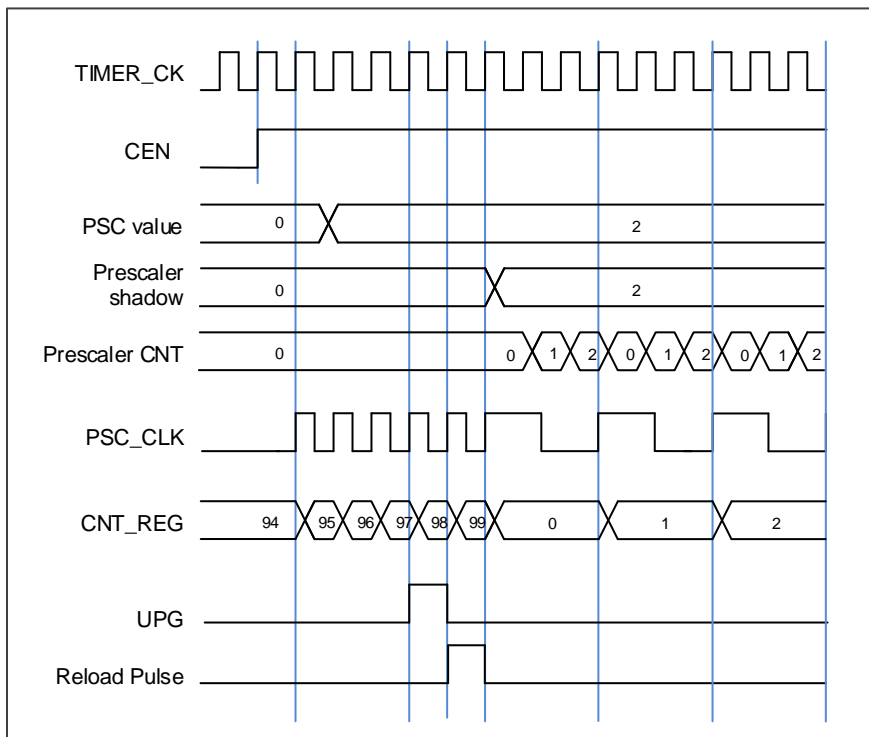 TIMER_CK
CEN
PSC value 0 2
Prescaler
shadow 0 2
Prescaler CNT 0 0 1 2 0 1 2 0 1 2
PSC_CLK
CNT_REG 94 95 96 97 98 99 0 1 2
UPG
Reload Pulse